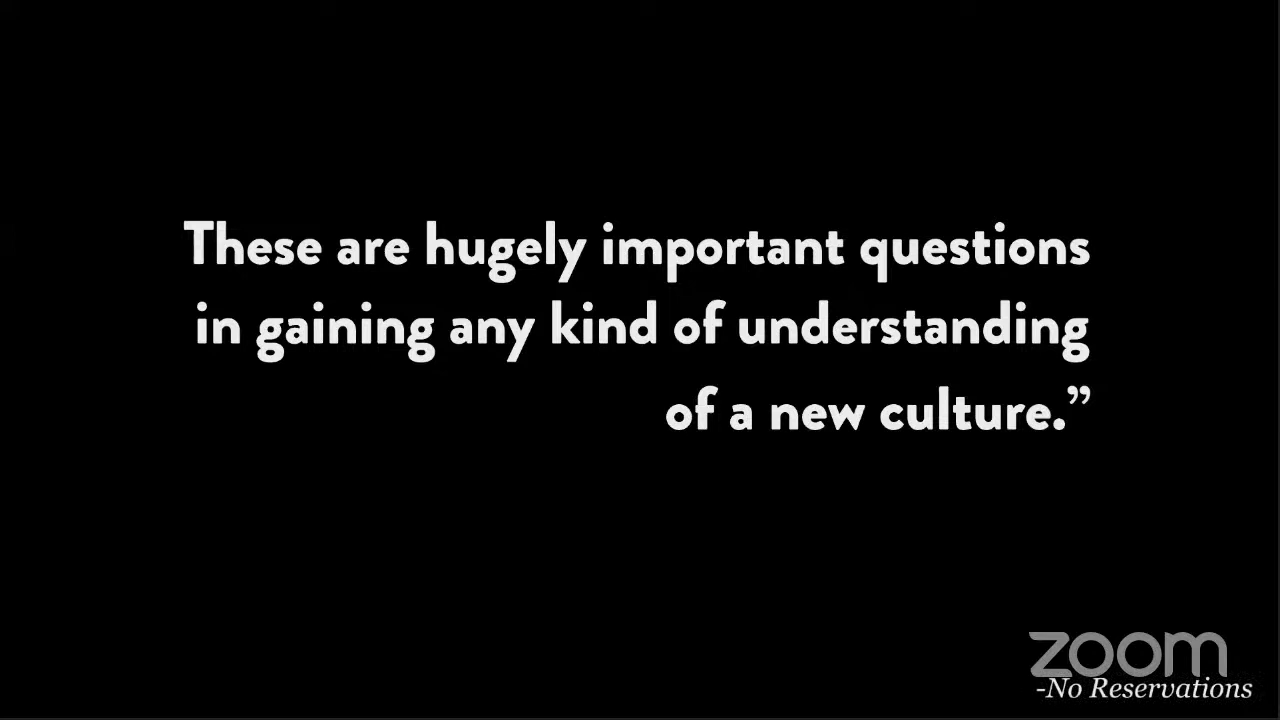 These are hugely important questions
in gaining any kind of understanding
of a new culture.”
zoom
-No Reservations